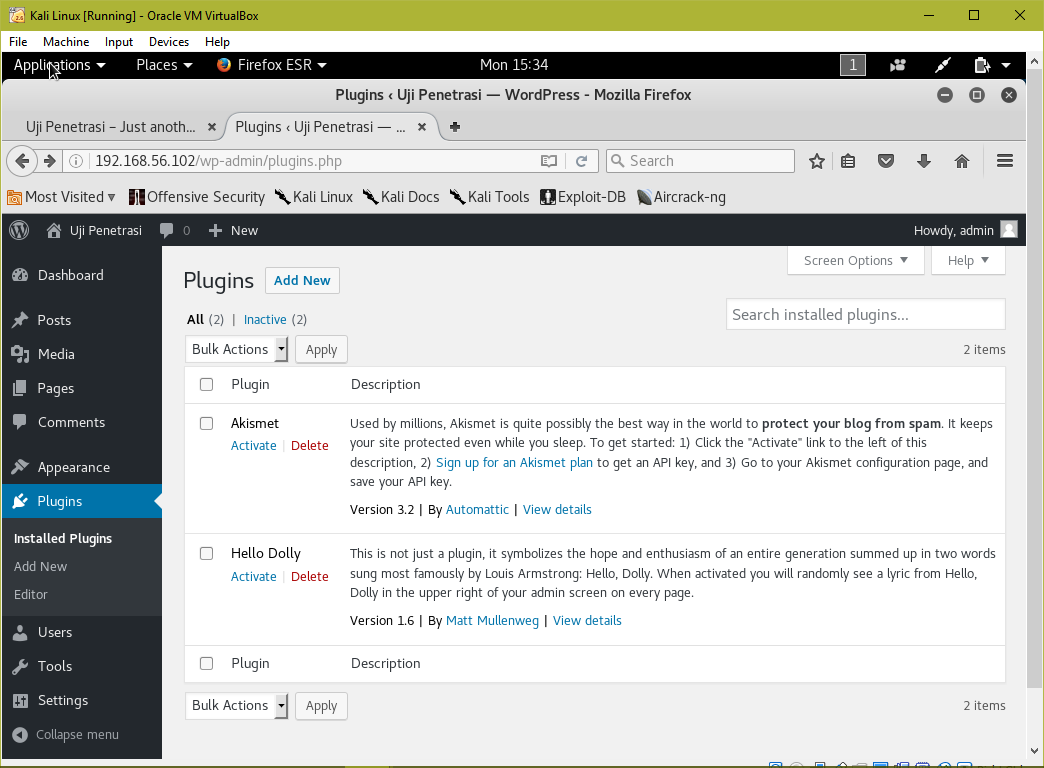 Kali Linux [Running] - Oracle VM VirtualBox
File Machine Input Devices Help
Applications Places Firefox ESR Mon 15:34 1
Plugins ‹ Uji Penetrasi — WordPress - Mozilla Firefox
Uji Penetrasi – Just anoth... Plugins ‹ Uji Penetrasi — ...
192.168.56.102/wp-admin/plugins.php Search
Most Visited Offensive Security Kali Linux Kali Docs Kali Tools Exploit-DB Aircrack-ng
Uji Penetrasi 0 New Howdy, admin
Screen Options Help
Dashboard
Posts
Media
Pages
Comments
Appearance
Plugins
Installed Plugins
Add New
Editor
Users
Tools
Settings
Collapse menu
Plugins Add New
All (2) | Inactive (2)
Search installed plugins...
Bulk Actions Apply 2 items
Plugin Description
Akismet
Activate | Delete
Used by millions, Akismet is quite possibly the best way in the world to protect your blog from spam. It keeps
your site protected even while you sleep. To get started: 1) Click the "Activate" link to the left of this
description, 2) Sign up for an Akismet plan to get an API key, and 3) Go to your Akismet configuration page, and
save your API key.
Version 3.2 | By Automattic | View details
Hello Dolly
Activate | Delete
This is not just a plugin, it symbolizes the hope and enthusiasm of an entire generation summed up in two words
sung most famously by Louis Armstrong: Hello, Dolly. When activated you will randomly see a lyric from Hello,
Dolly in the upper right of your admin screen on every page.
Version 1.6 | By Matt Mullenweg | View details
Plugin Description
Bulk Actions Apply 2 items